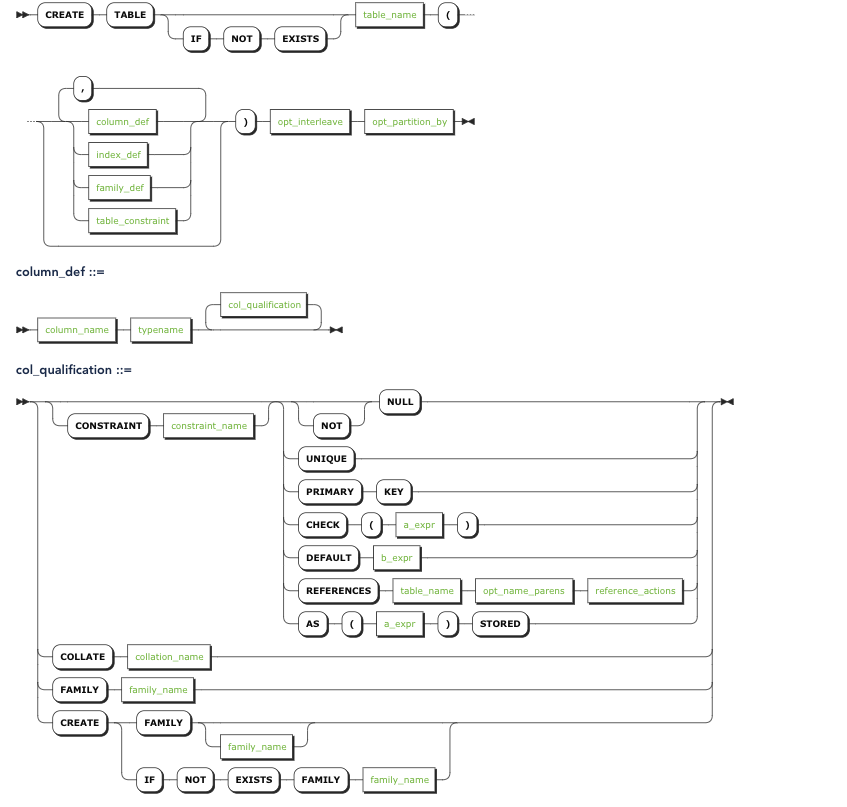 CREATE TABLE table_name (
IF NOT EXISTS
,
column_def ) opt_interleave opt_partition_by
index_def
family_def
table_constraint
column_def ::=
col_qualification
column_name typename
col_qualification ::=
NULL
CONSTRAINT constraint_name NOT
UNIQUE
PRIMARY KEY
CHECK ( a_expr )
DEFAULT b_expr
REFERENCES table_name opt_name_parens reference_actions
AS ( a_expr ) STORED
COLLATE collation_name
FAMILY family_name
CREATE FAMILY
family_name
IF NOT EXISTS FAMILY family_name